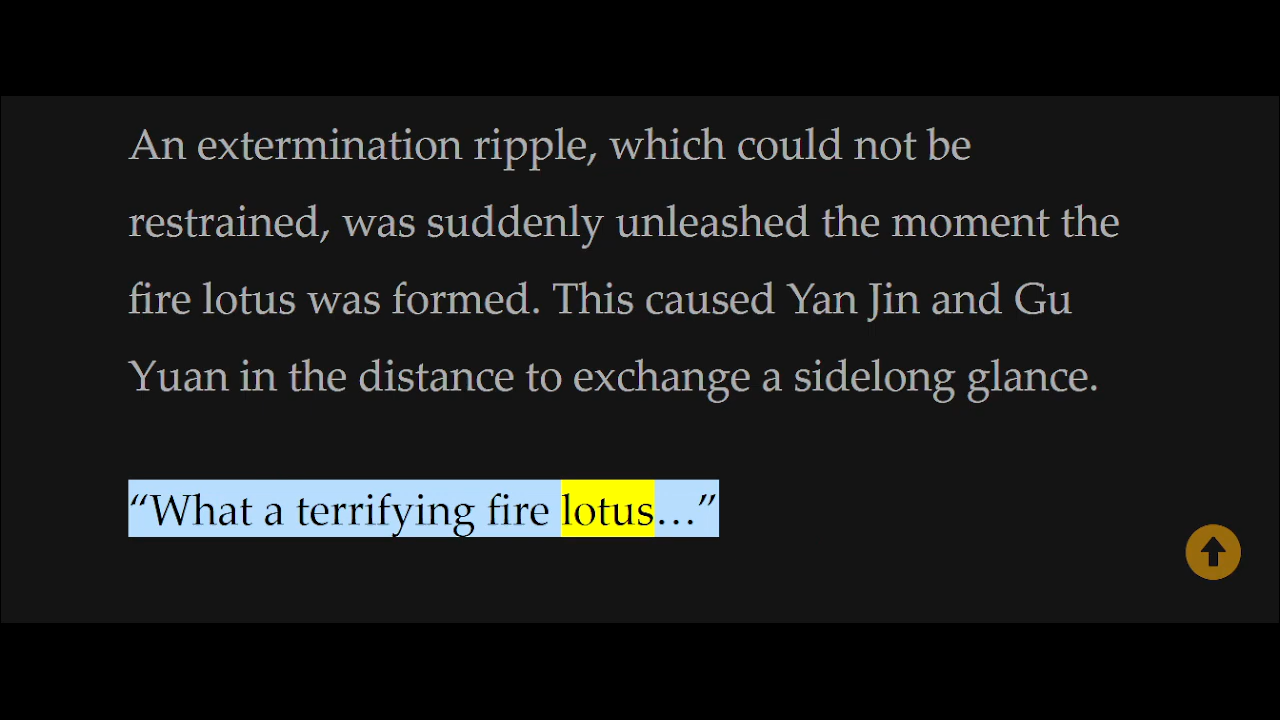 An extermination ripple, which could not be
restrained, was suddenly unleashed the moment the
fire lotus was formed. This caused Yan Jin and Gu
Yuan in the distance to exchange a sidelong glance.
“What a terrifying fire lotus…”